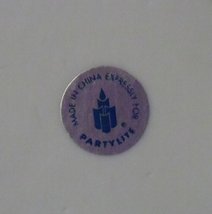 MADE IN CHINA EXPRESSLY FOR
PARTYLITE ®